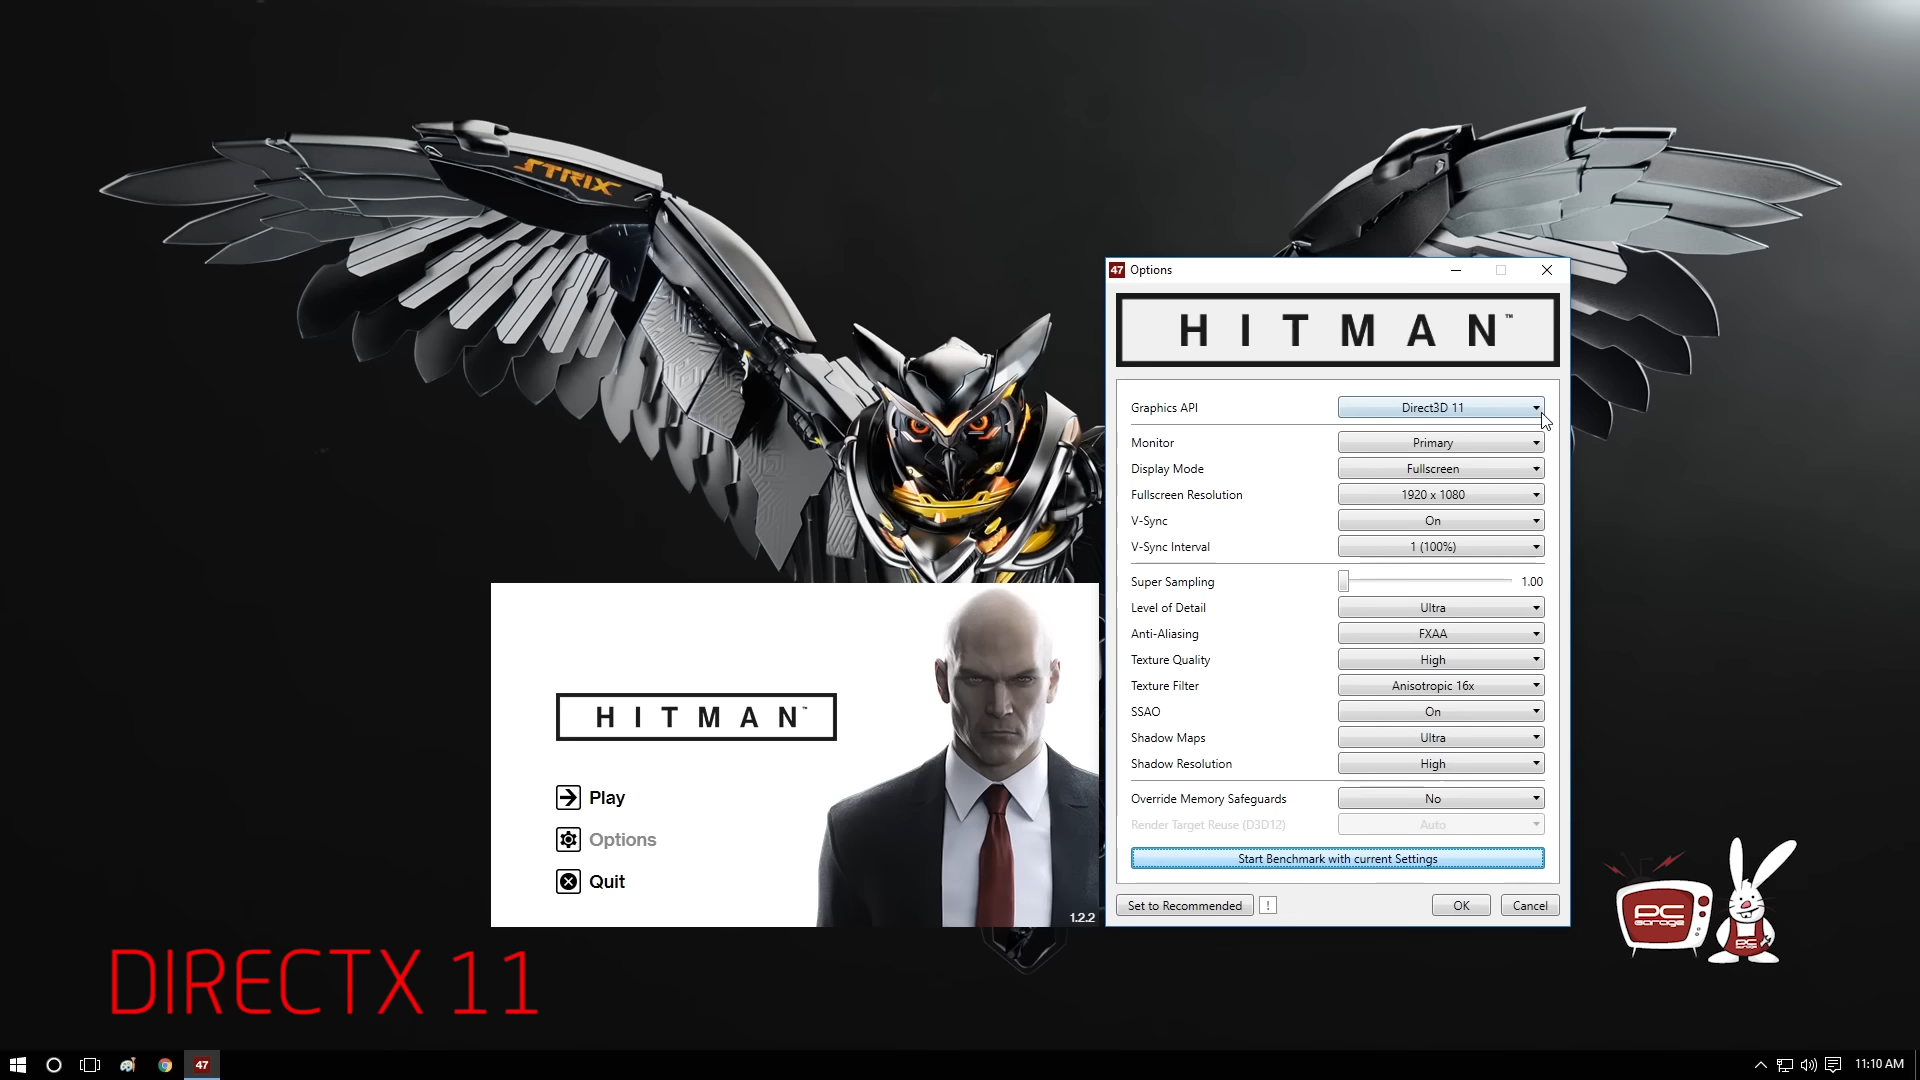 STRIX
47 Options
HITMAN™
Graphics API Direct3D 11
Monitor Primary
Display Mode Fullscreen
Fullscreen Resolution 1920 x 1080
V-Sync On
V-Sync Interval 1 (100%)
Super Sampling 1.00
Level of Detail Ultra
Anti-Aliasing FXAA
Texture Quality High
Texture Filter Anisotropic 16x
SSAO On
Shadow Maps Ultra
Shadow Resolution High
Override Memory Safeguards No
Render Target Reuse (D3D12) Auto
Start Benchmark with current Settings
Set to Recommended ! OK Cancel
HITMAN™
Play
Options
Quit
1.2.2
PC
garage
PC
DIRECTX 11
47
11:10 AM